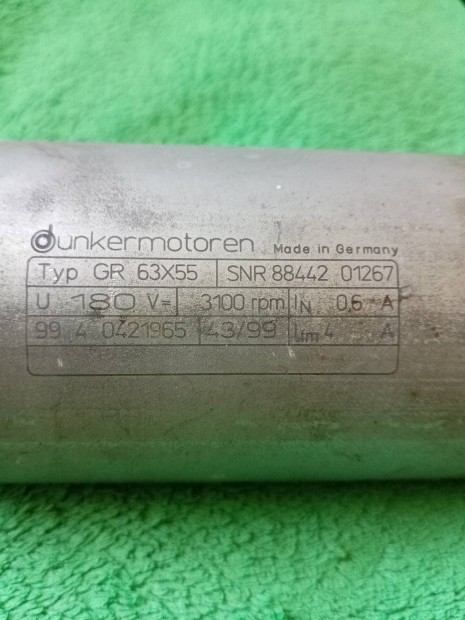 dunkermotoren Made in Germany
Typ GR 63X55 SNR 88442 01267
U 180 V= 3100 rpm IN 0,6 A
99 4 0421965 43/99 Im 4 A